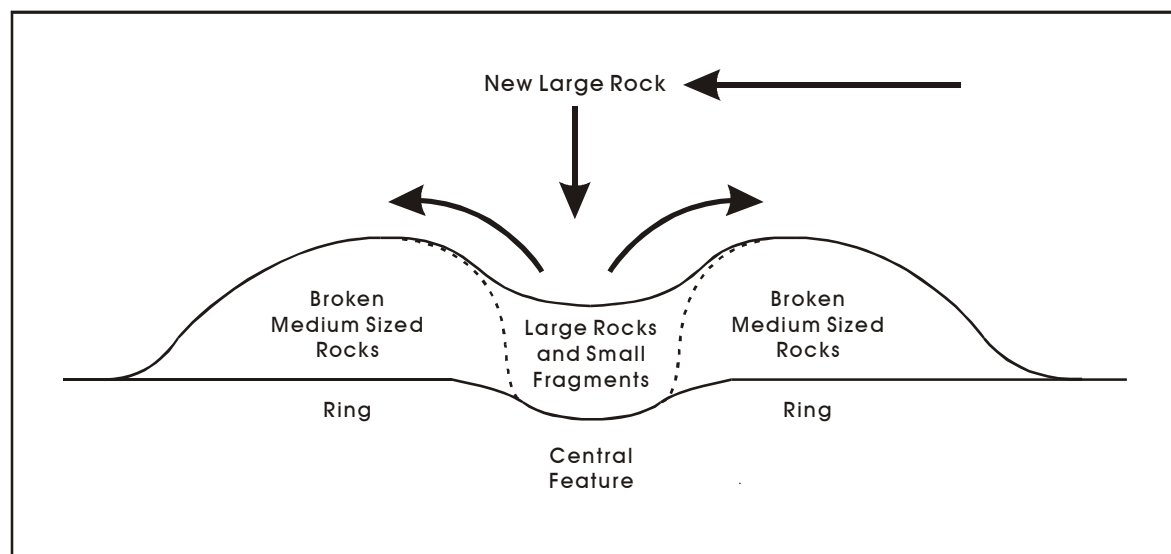 New Large Rock
Broken
Medium Sized
Rocks
Large Rocks
and Small
Fragments
Broken
Medium Sized
Rocks
Ring
Ring
Central
Feature